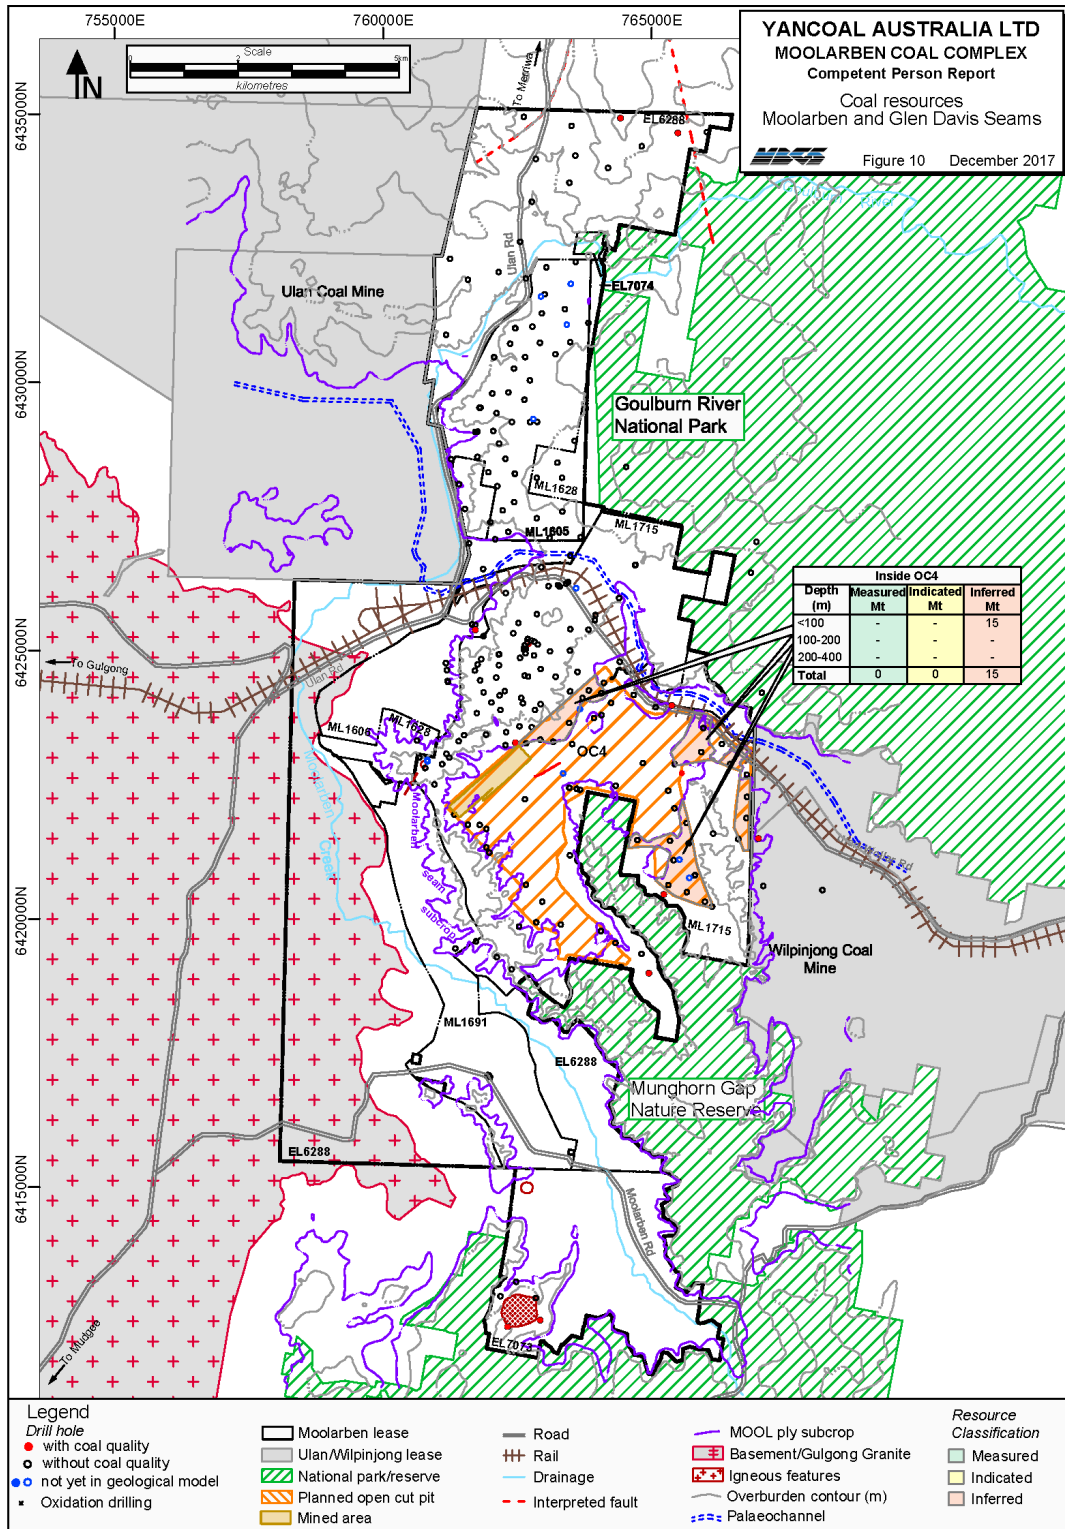 755000E 760000E 765000E
YANCOAL AUSTRALIA LTD
MOOLARBEN COAL COMPLEX
Competent Person Report
Coal resources
Moolarben and Glen Davis Seams
MBGS Figure 10 December 2017
Scale
0 2 5km
kilometres
N
6435000N
6430000N
6425000N
6420000N
6415000N
To Merriwa
EL6288
Goulburn River
Ulan Rd
EL7074
Ulan Coal Mine
Goulburn River
National Park
ML1628
ML1605
ML1715
Inside OC4
Depth (m) Measured Mt Indicated Mt Inferred Mt
<100 - - 15
100-200 - - -
200-400 - - -
Total 0 0 15
To Gulgong
Ulan Rd
ML1606
ML1628
OC4
Moolarben Creek
Moolarben
seam
subcrop
ML1715
Wilpinjong Coal
Mine
ML1691
EL6288
Munghorn Gap
Nature Reserve
EL6288
Moolarben Rd
EL7073
To Mudgee
Legend
Drill hole
with coal quality
without coal quality
not yet in geological model
Oxidation drilling
Moolarben lease
Ulan/Wilpinjong lease
National park/reserve
Planned open cut pit
Mined area
Road
Rail
Drainage
Interpreted fault
MOOL ply subcrop
Basement/Gulgong Granite
Igneous features
Overburden contour (m)
Palaeochannel
Resource
Classification
Measured
Indicated
Inferred